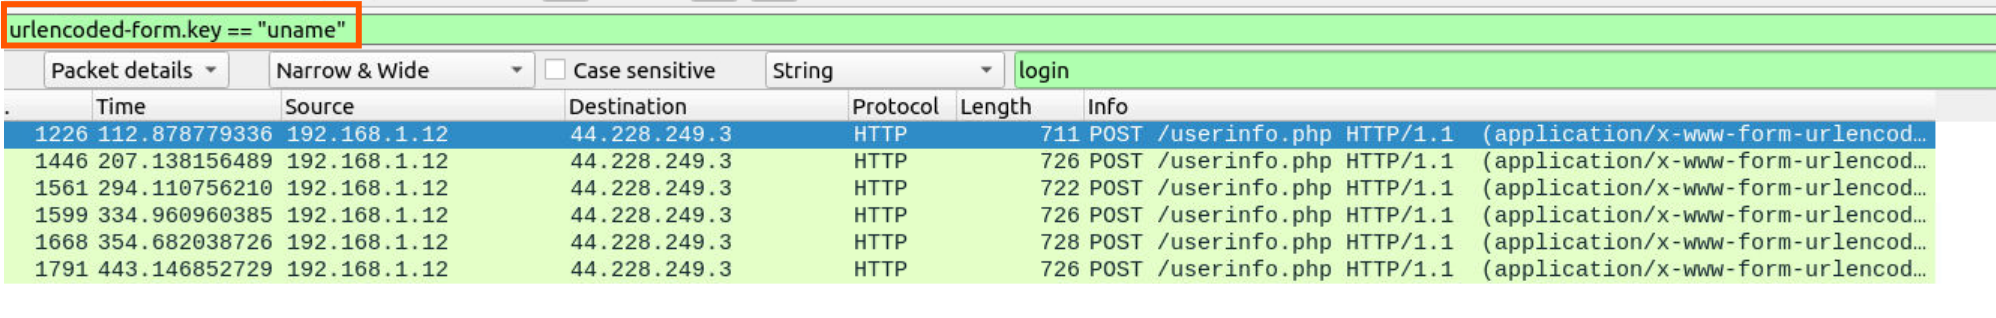 urlencoded-form.key == "uname"
Packet details Narrow & Wide Case sensitive String login
. Time Source Destination Protocol Length Info
1226 112.878779336 192.168.1.12 44.228.249.3 HTTP 711 POST /userinfo.php HTTP/1.1 (application/x-www-form-urlencod…
1446 207.138156489 192.168.1.12 44.228.249.3 HTTP 726 POST /userinfo.php HTTP/1.1 (application/x-www-form-urlencod…
1561 294.110756210 192.168.1.12 44.228.249.3 HTTP 722 POST /userinfo.php HTTP/1.1 (application/x-www-form-urlencod…
1599 334.960960385 192.168.1.12 44.228.249.3 HTTP 726 POST /userinfo.php HTTP/1.1 (application/x-www-form-urlencod…
1668 354.682038726 192.168.1.12 44.228.249.3 HTTP 728 POST /userinfo.php HTTP/1.1 (application/x-www-form-urlencod…
1791 443.146852729 192.168.1.12 44.228.249.3 HTTP 726 POST /userinfo.php HTTP/1.1 (application/x-www-form-urlencod…